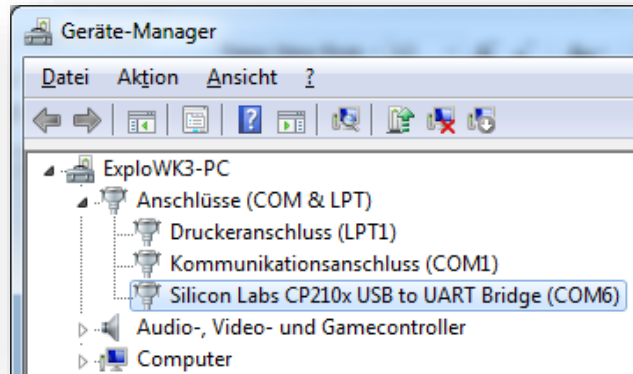 Geräte-Manager
Datei Aktion Ansicht ?
?
ExploWK3-PC
Anschlüsse (COM & LPT)
Druckeranschluss (LPT1)
Kommunikationsanschluss (COM1)
Silicon Labs CP210x USB to UART Bridge (COM6)
Audio-, Video- und Gamecontroller
Computer